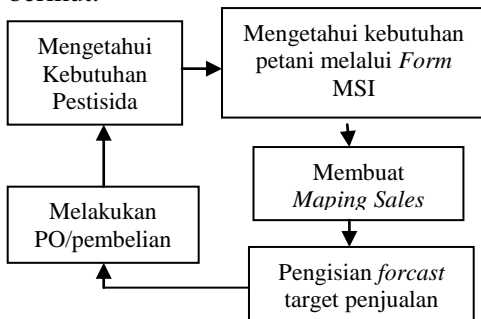 berikut:
Mengetahui
Kebutuhan
Pestisida
Mengetahui kebutuhan
petani melalui Form
MSI
Membuat
Maping Sales
Pengisian forcast
target penjualan
Melakukan
PO/pembelian